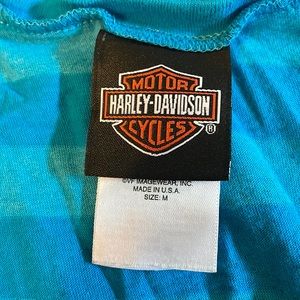 MOTOR
HARLEY-DAVIDSON
CYCLES ®
©VF IMAGEWEAR, INC.
MADE IN U.S.A.
SIZE: M